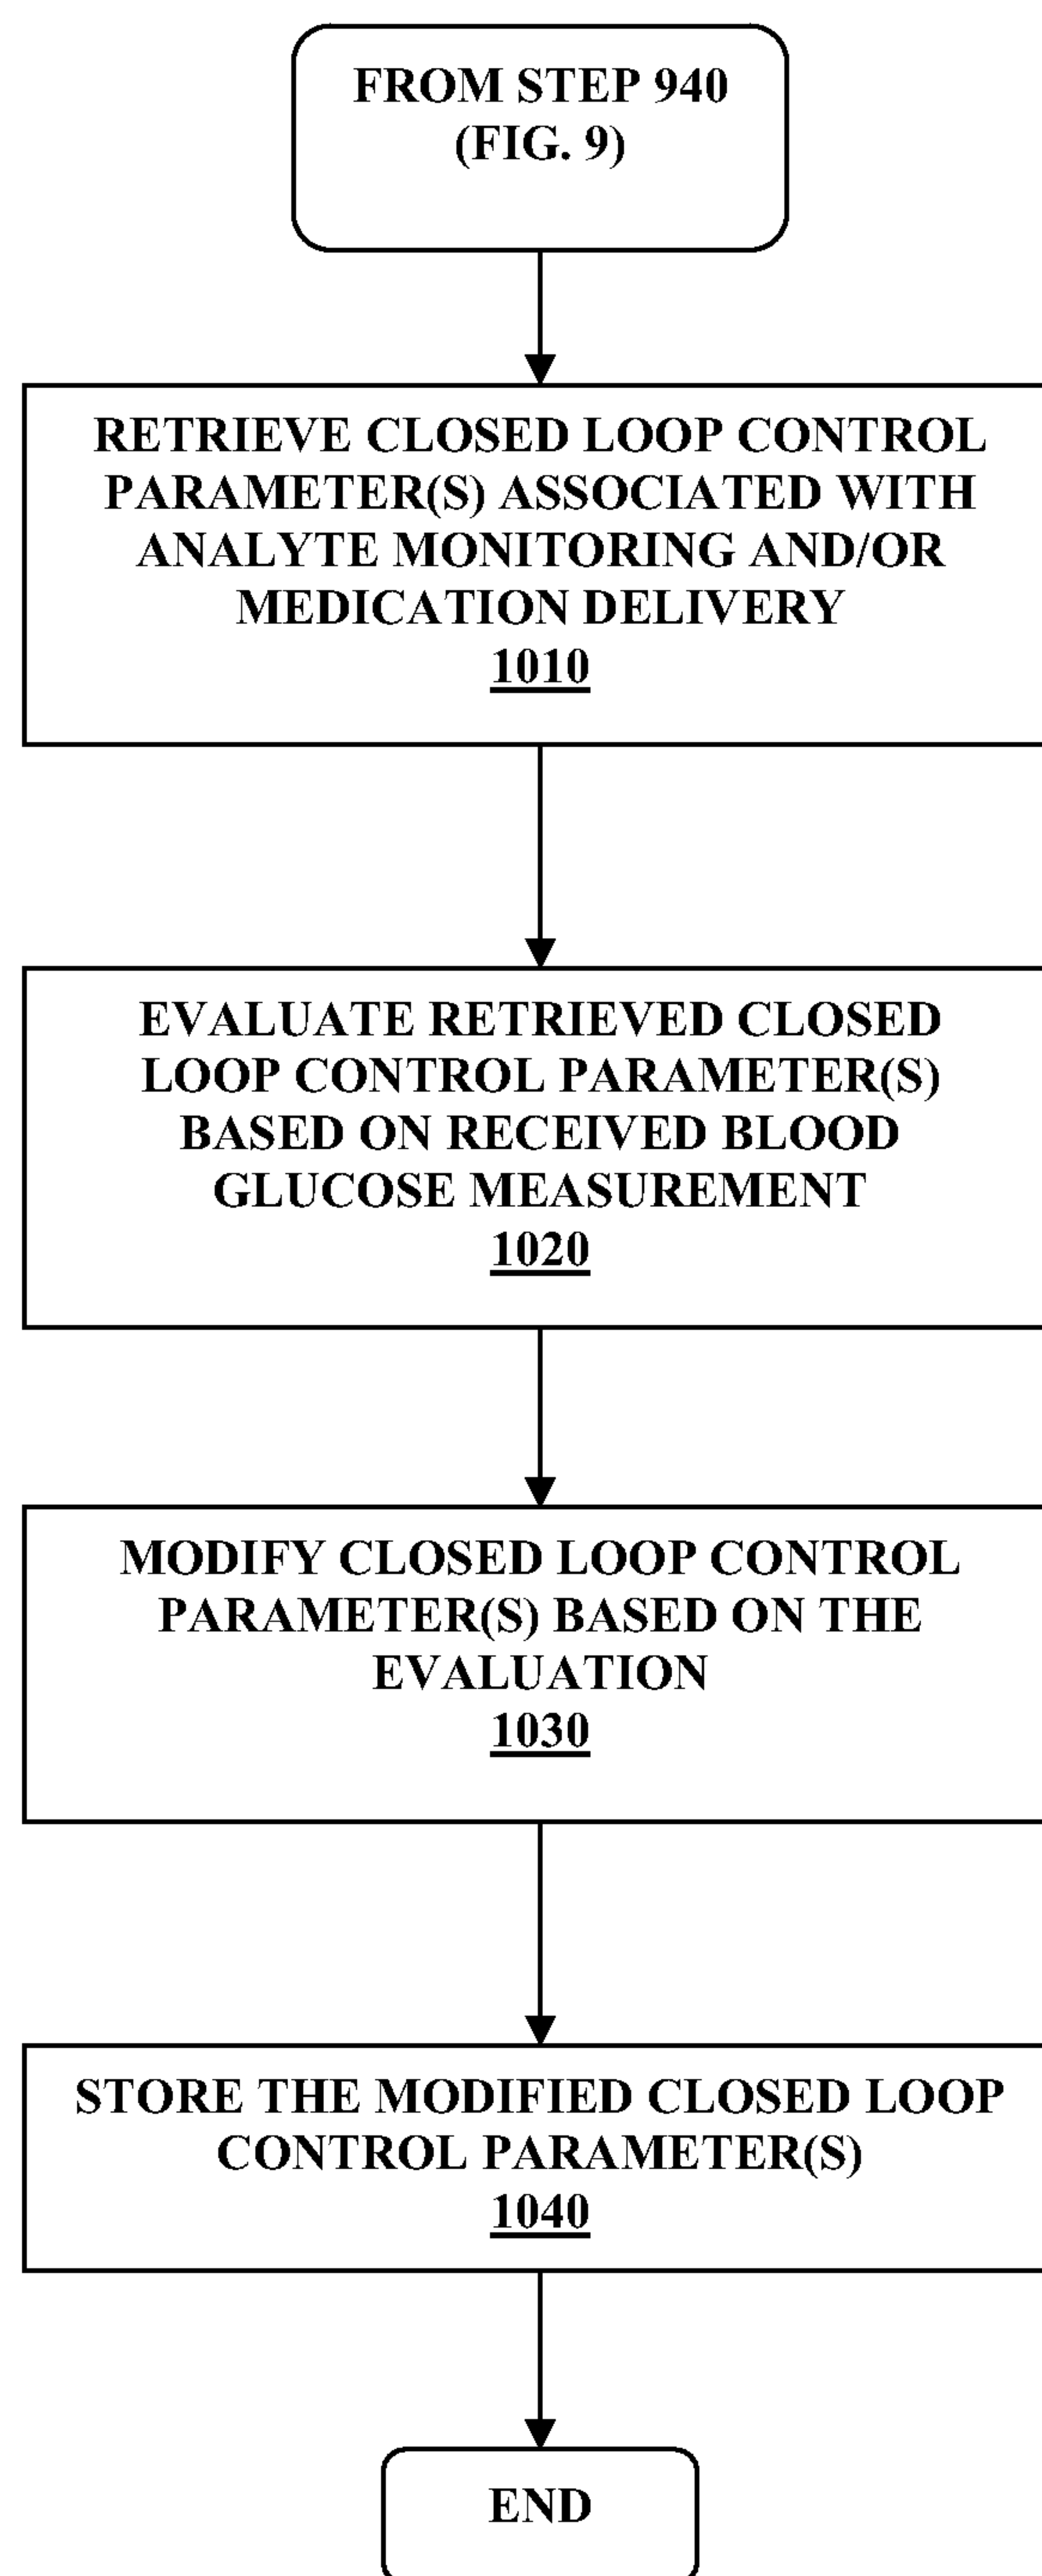 FROM STEP 940
(FIG. 9)
RETRIEVE CLOSED LOOP CONTROL
PARAMETER(S) ASSOCIATED WITH
ANALYTE MONITORING AND/OR
MEDICATION DELIVERY
1010
EVALUATE RETRIEVED CLOSED
LOOP CONTROL PARAMETER(S)
BASED ON RECEIVED BLOOD
GLUCOSE MEASUREMENT
1020
MODIFY CLOSED LOOP CONTROL
PARAMETER(S) BASED ON THE
EVALUATION
1030
STORE THE MODIFIED CLOSED LOOP
CONTROL PARAMETER(S)
1040
END